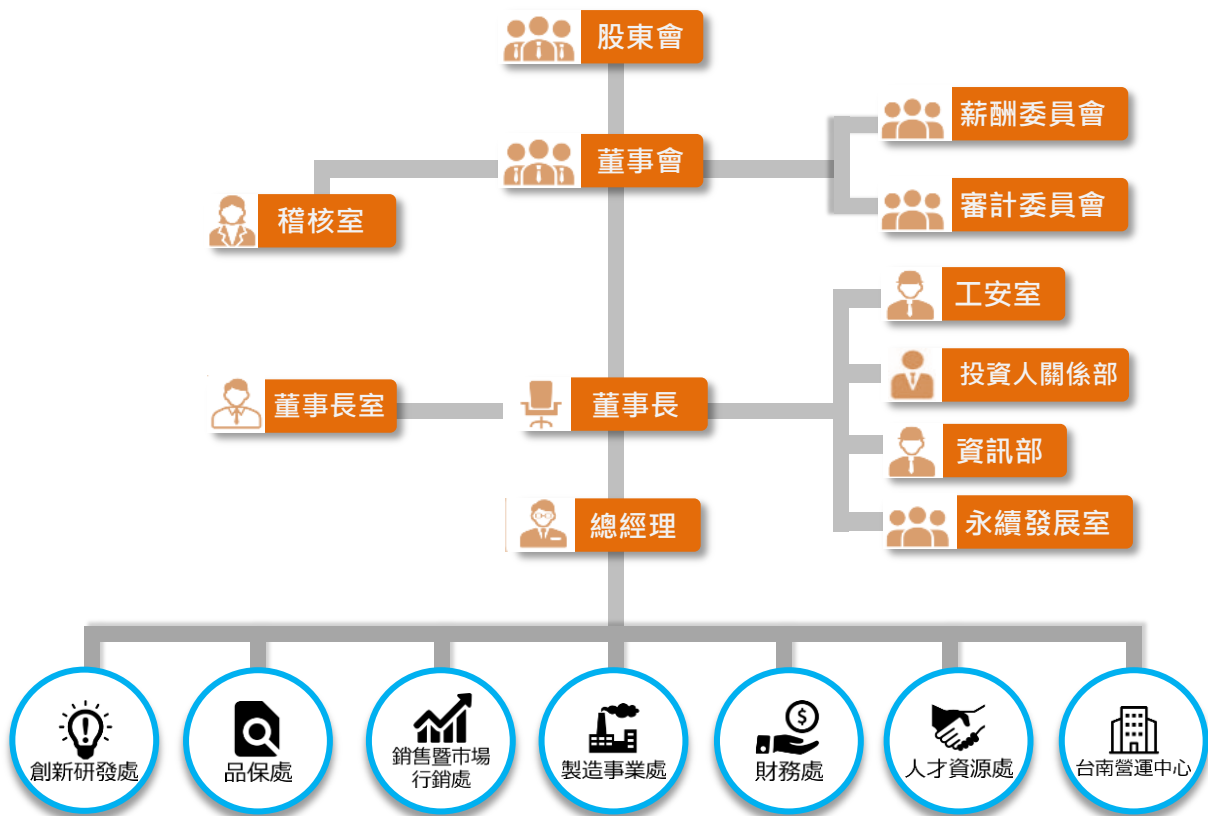 股東會
董事會
薪酬委員會
審計委員會
稽核室
工安室
投資人關係部
董事長室
董事長
資訊部
總經理
永續發展室
創新研發處
品保處
銷售暨市場
行銷處
製造事業處
財務處
人才資源處
台南營運中心